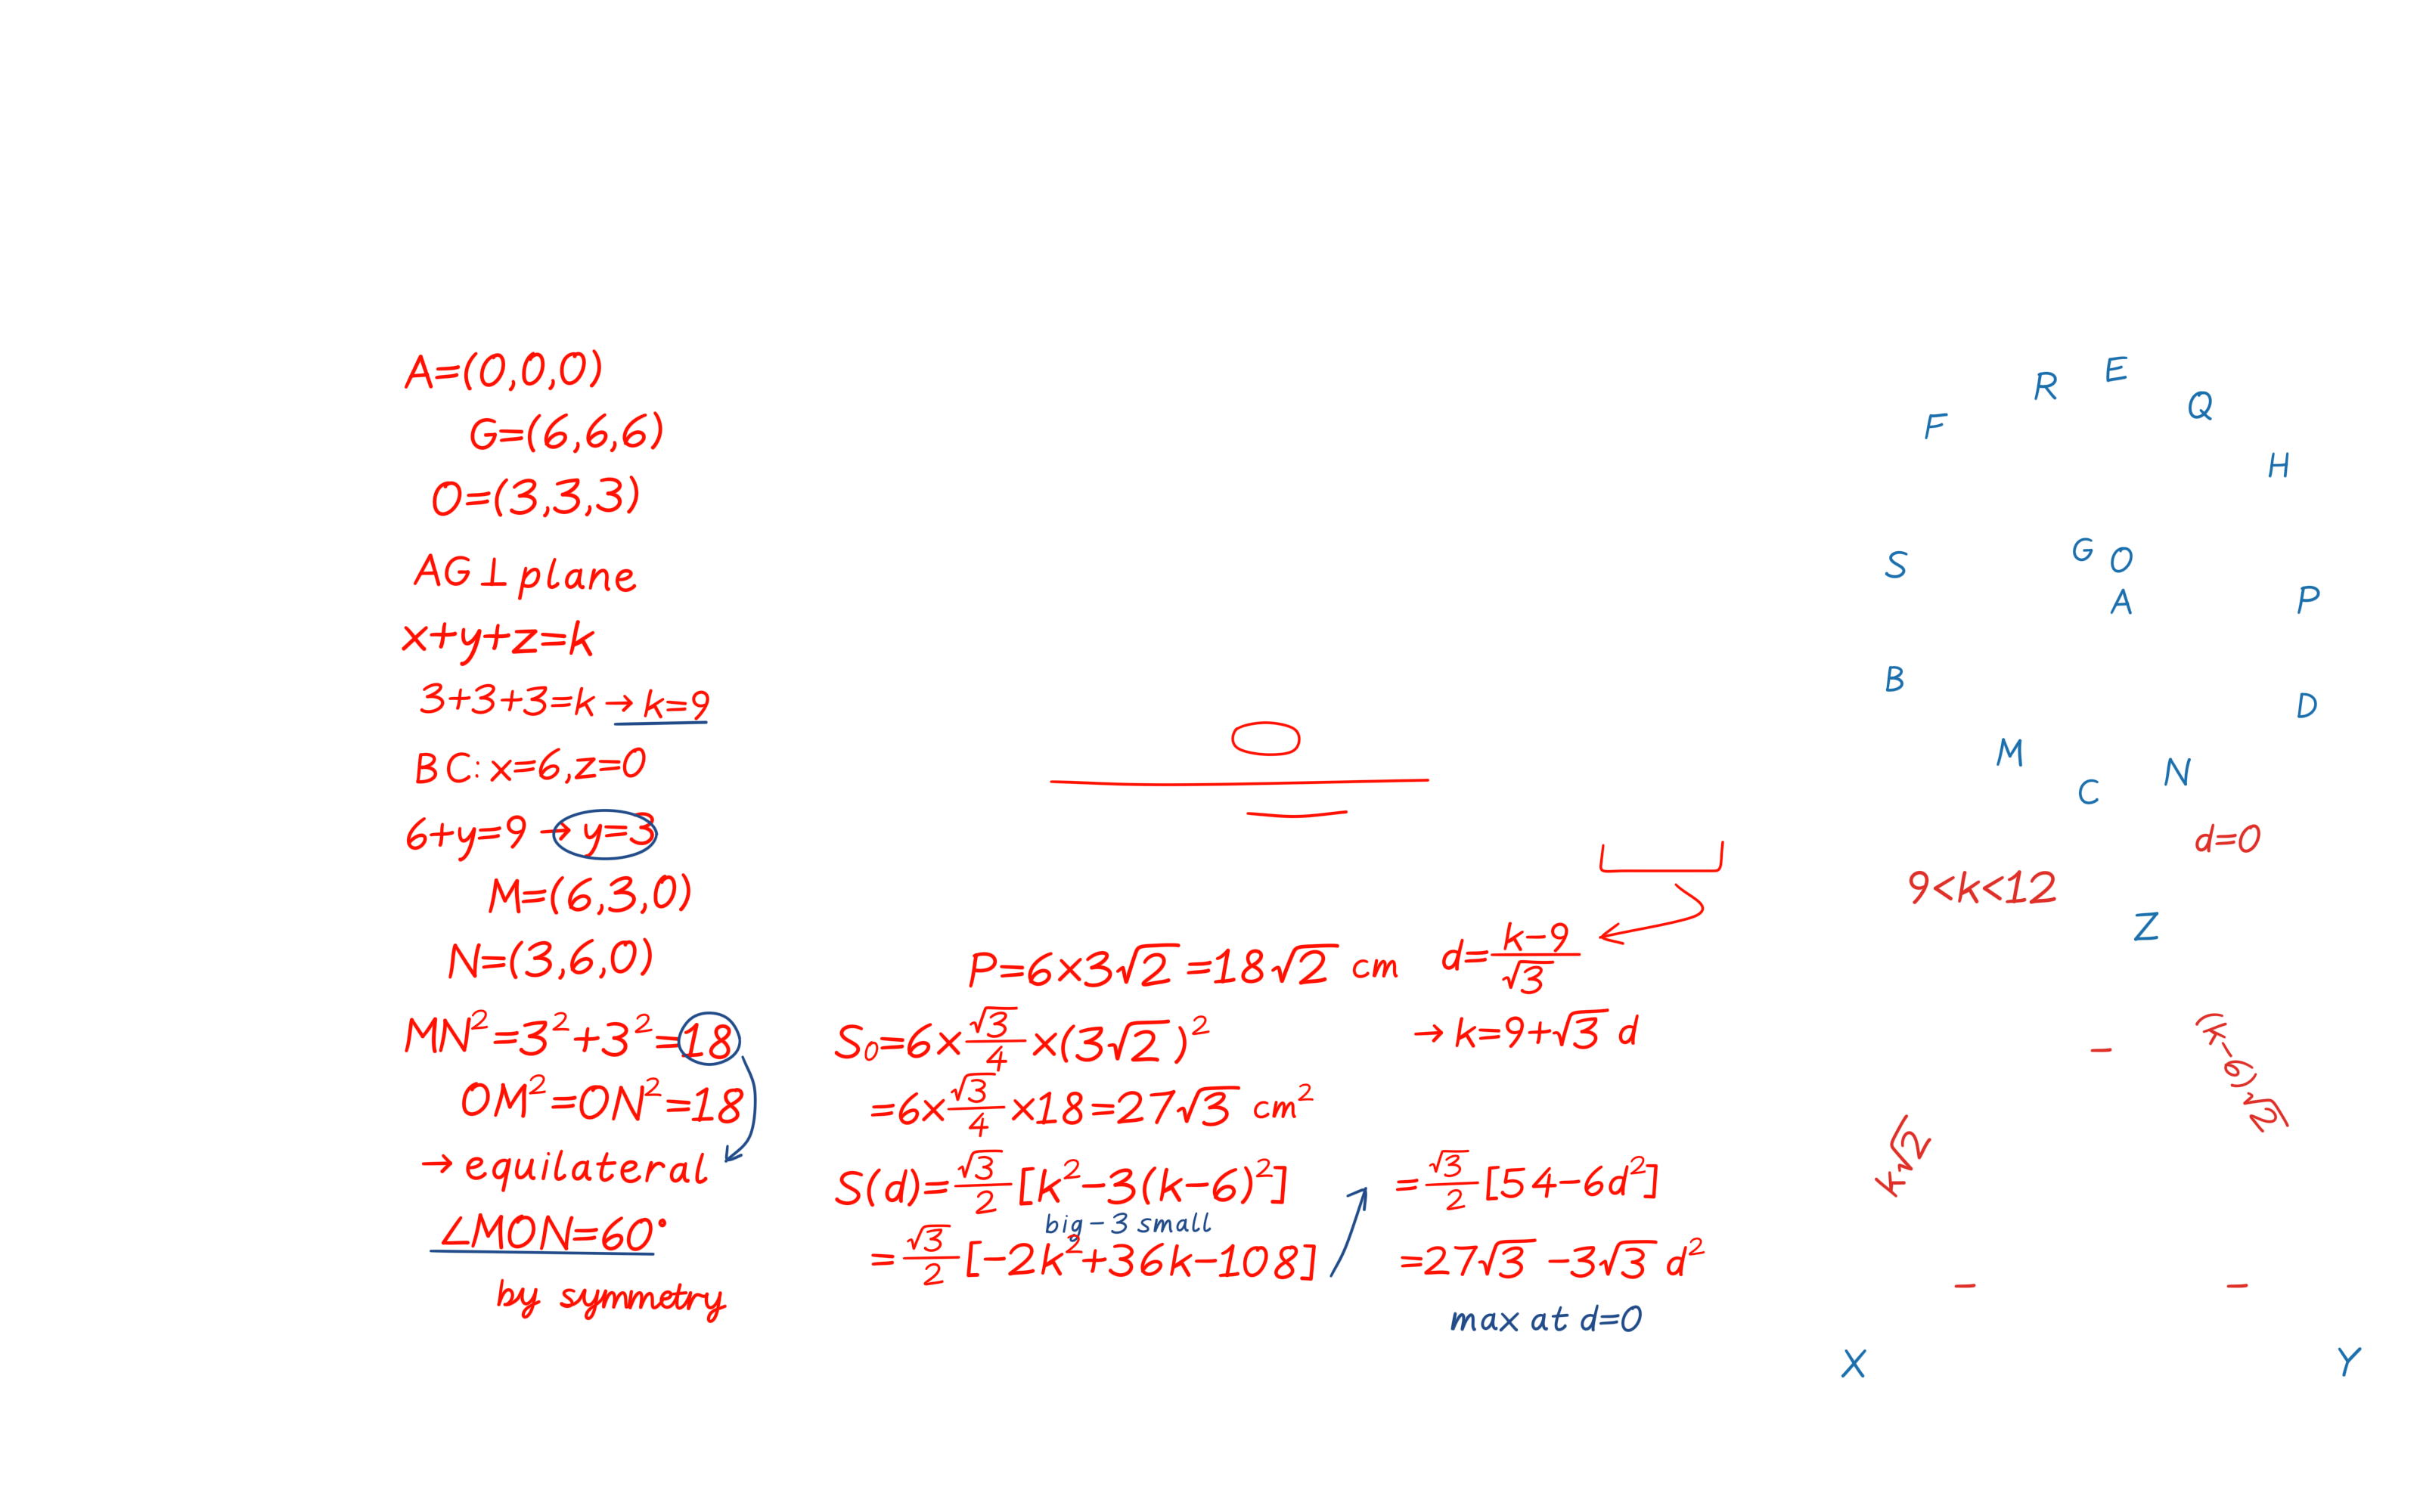 A=(0,0,0)
G=(6,6,6)
O=(3,3,3)
AG⊥plane
x+y+z=k
3+3+3=k→k=9
BC: x=6,z=0
6+y=9 → y=3
M=(6,3,0)
N=(3,6,0)
MN²=3²+3²=18
OM²=ON²=18
→ equilateral
∠MON=60°
by symmetry
P=6×3√2=18√2 cm
S₀=6×√3/4×(3√2)²
=6×√3/4×18=27√3 cm²
S(d)=√3/2[k²−3(k−6)²]
big−3 small
=√3/2[−2k²+36k−108]
d=(k−9)/√3
→k=9+√3 d
=√3/2[54−6d²]
=27√3−3√3 d²
max at d=0
E
R
Q
F
H
S
G O
A
P
B
D
M
N
C
d=0
9<k<12
Z
(k−6)√2
k√2
X
Y